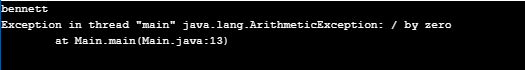 bennett
Exception in thread "main" java.lang.ArithmeticException: / by zero
        at Main.main(Main.java:13)